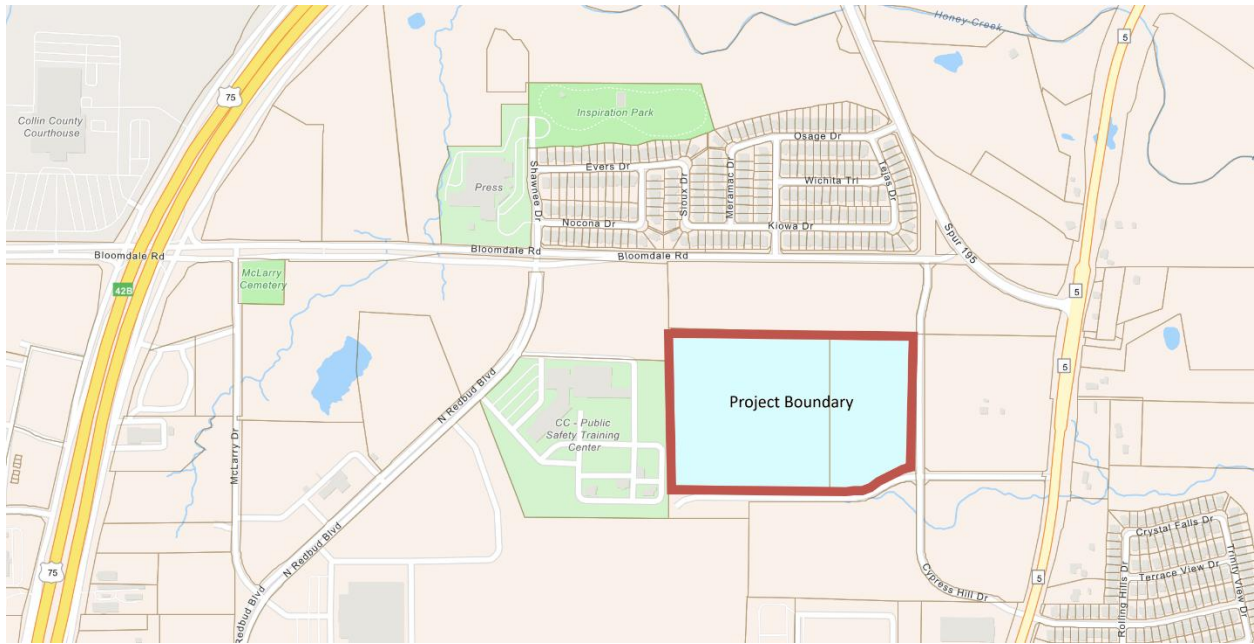 Honey Creek
5
75
Collin County
Courthouse
Inspiration Park
Osage Dr
Evers Dr
Shawnee Dr
Press
Sioux Dr
Meramac Dr
Wichita Trl
Tejas Dr
Nocona Dr
Kiowa Dr
Bloomdale Rd
Bloomdale Rd
Bloomdale Rd
Spur 195
McLarry
Cemetery
42B
5
5
N Redbud Blvd
Project Boundary
CC - Public
Safety Training
Center
McLarry Dr
N Redbud Blvd
Redbud Blvd
75
5
Cypress Hill Dr
Crystal Falls Dr
Terrace View Dr
Rolling Hills Dr
Trinity View Dr